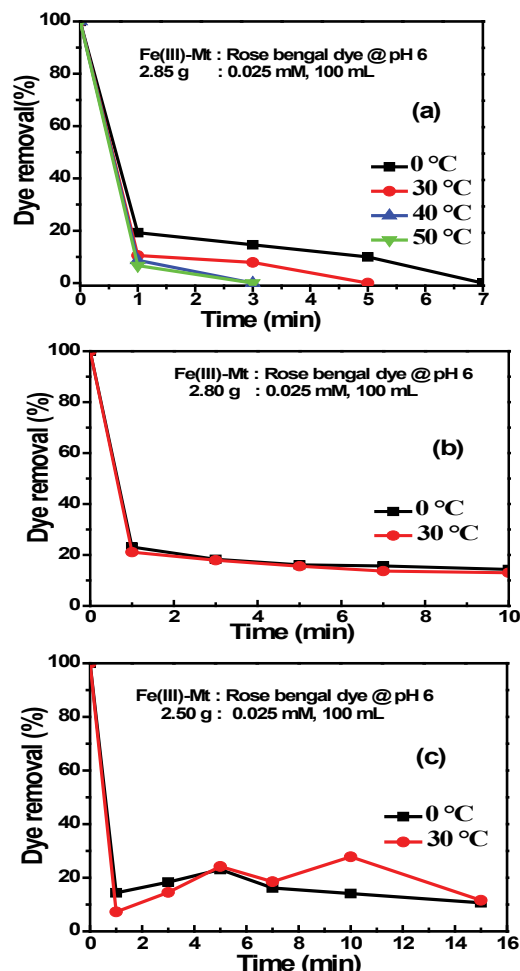 Fe(III)-Mt : Rose bengal dye @ pH 6
2.85 g : 0.025 mM, 100 mL
(a)
0 °C
30 °C
40 °C
50 °C
Dye removal(%)
100
80
60
40
20
0
0 1 2 3 4 5 6 7
Time (min)
Fe(III)-Mt : Rose bengal dye @ pH 6
2.80 g : 0.025 mM, 100 mL
(b)
0 °C
30 °C
Dye removal (%)
100
80
60
40
20
0
0 2 4 6 8 10
Time (min)
Fe(III)-Mt : Rose bengal dye @ pH 6
2.50 g : 0.025 mM, 100 mL
(c)
0 °C
30 °C
Dye removal (%)
100
80
60
40
20
0
0 2 4 6 8 10 12 14 16
Time (min)